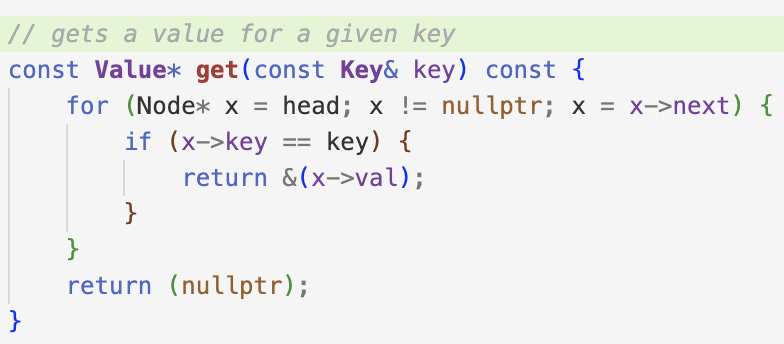 // gets a value for a given key
const Value* get(const Key& key) const {
    for (Node* x = head; x != nullptr; x = x->next) {
        if (x->key == key) {
            return &(x->val);
        }
    }
    return (nullptr);
}